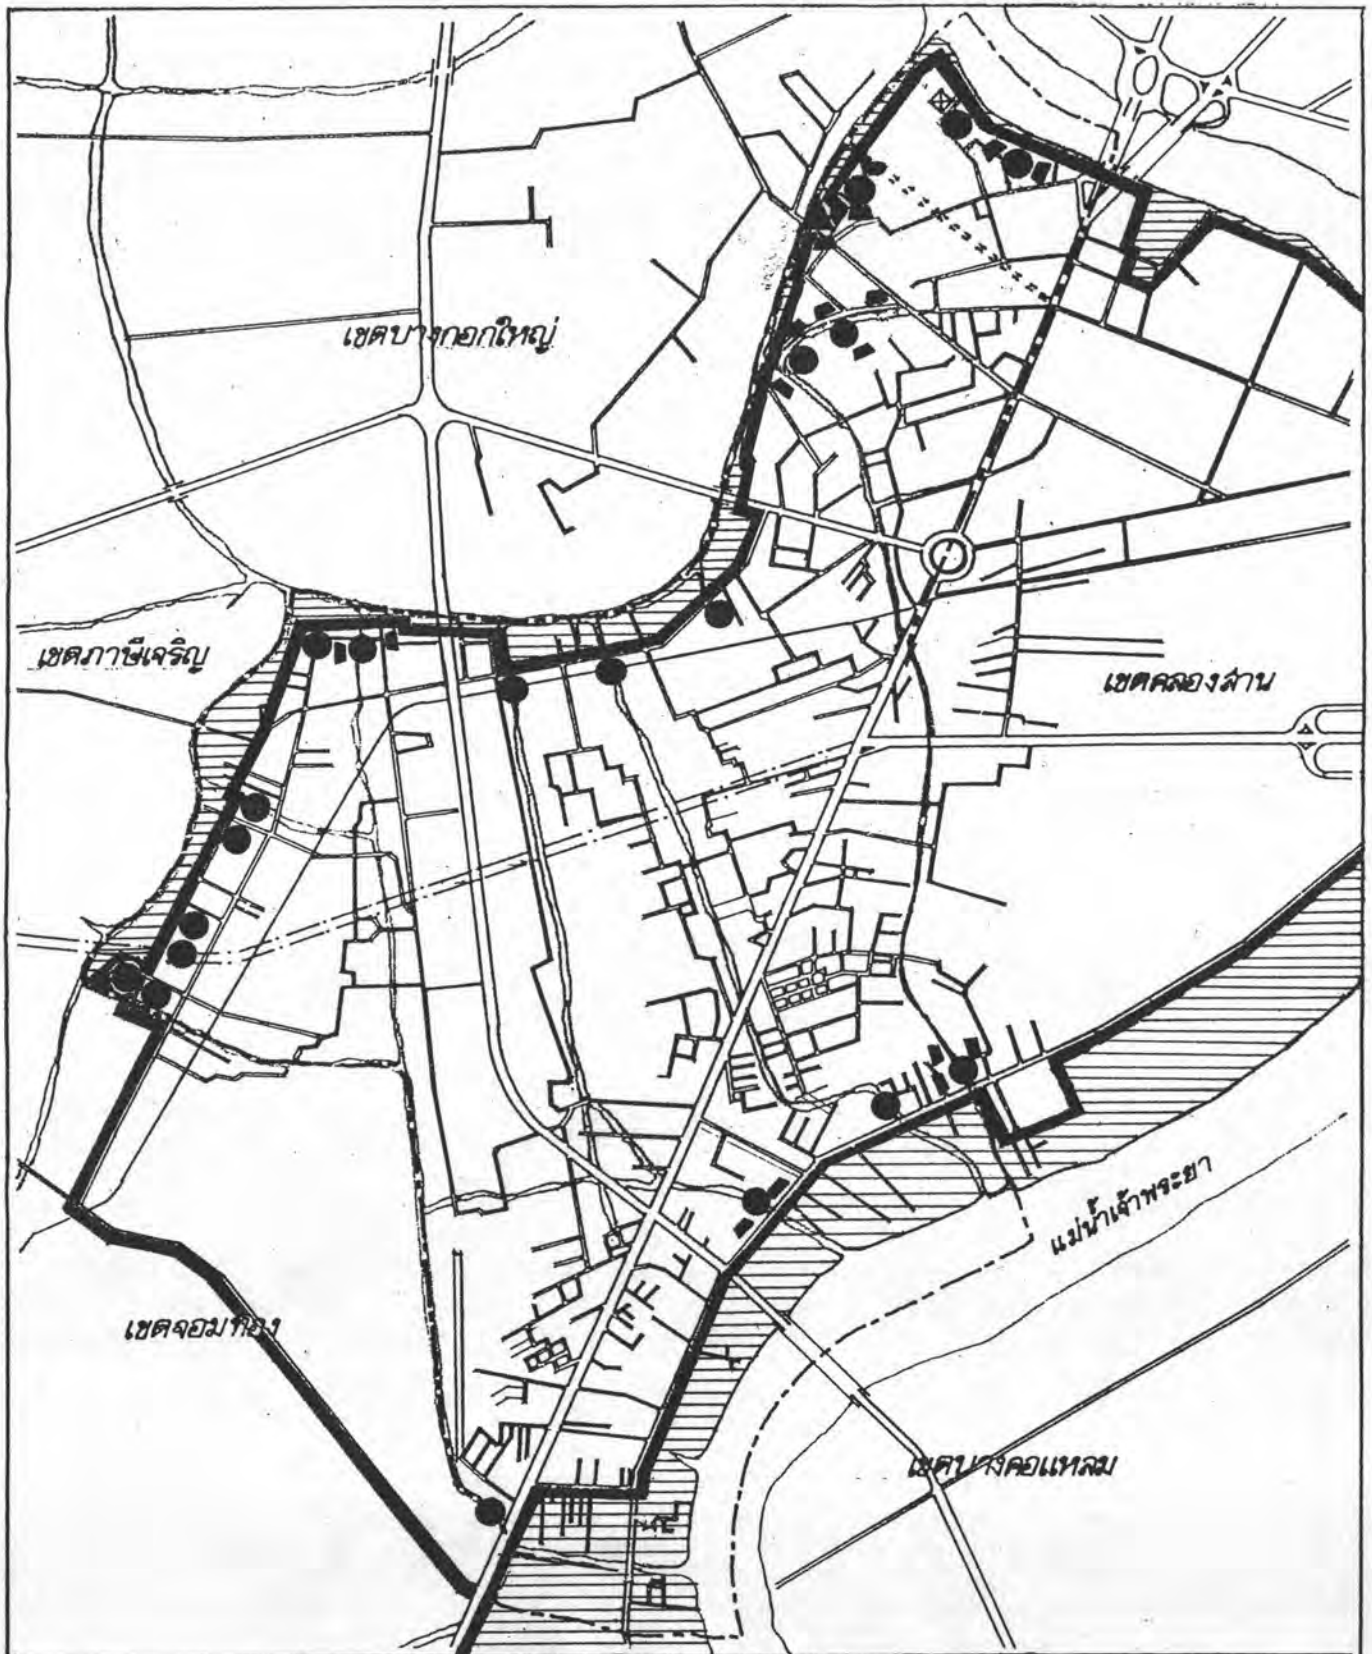 เขตบางกอกใหญ่
เขตภาษีเจริญ
เขตคลองสาน
แม่น้ำเจ้าพระยา
เขตจอมทอง
เขตบางคอแหลม